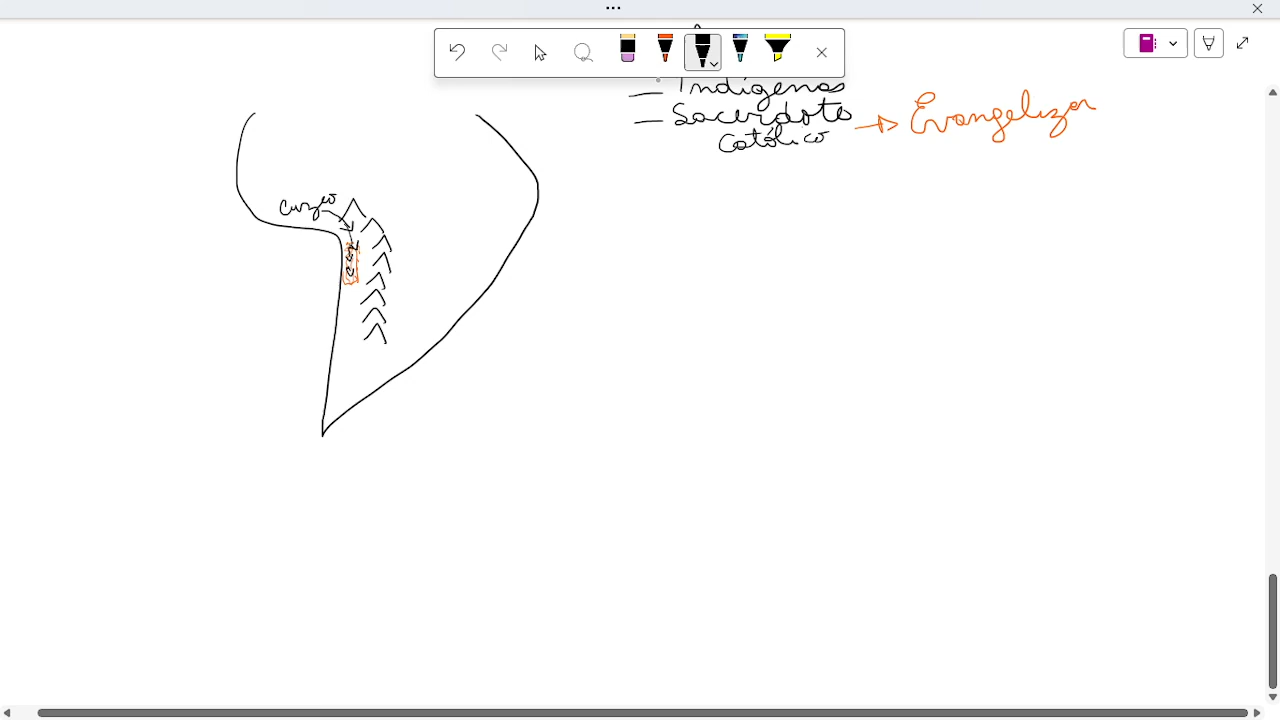 — Indígenas
— Sacerdote → Evangelizar
Católico
Cuzco